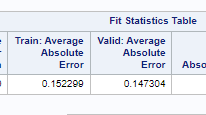 Fit Statistics Table
Train: Average Absolute Error
Valid: Average Absolute Error
0.152299
0.147304